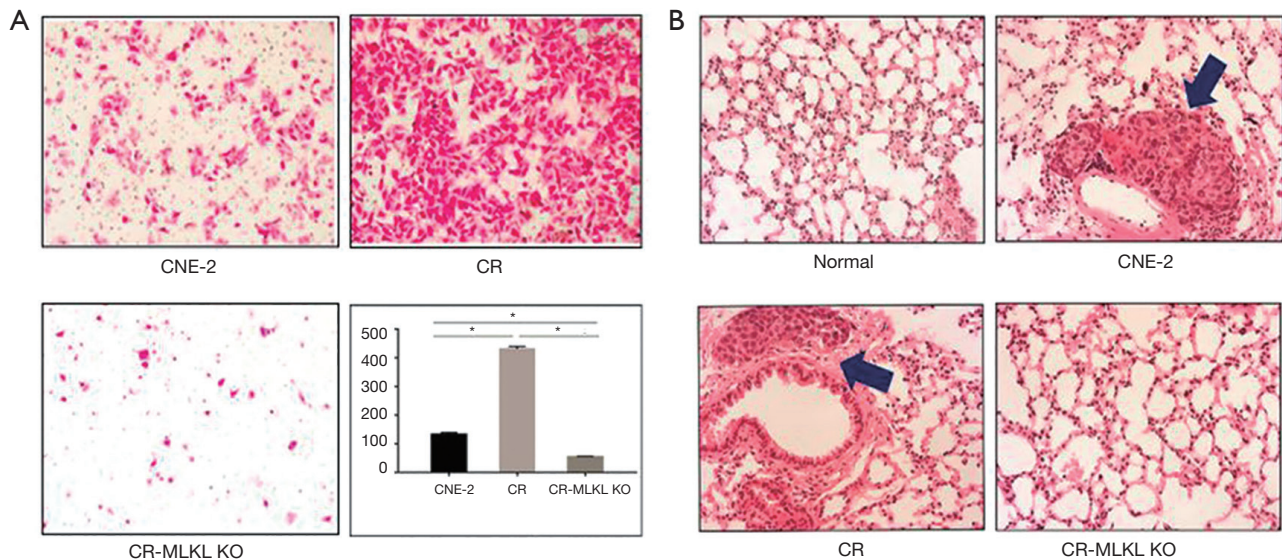 A
CNE-2
CR
CR-MLKL KO
500
400
300
200
100
0
*
*
*
CNE-2
CR
CR-MLKL KO
B
Normal
CNE-2
CR
CR-MLKL KO